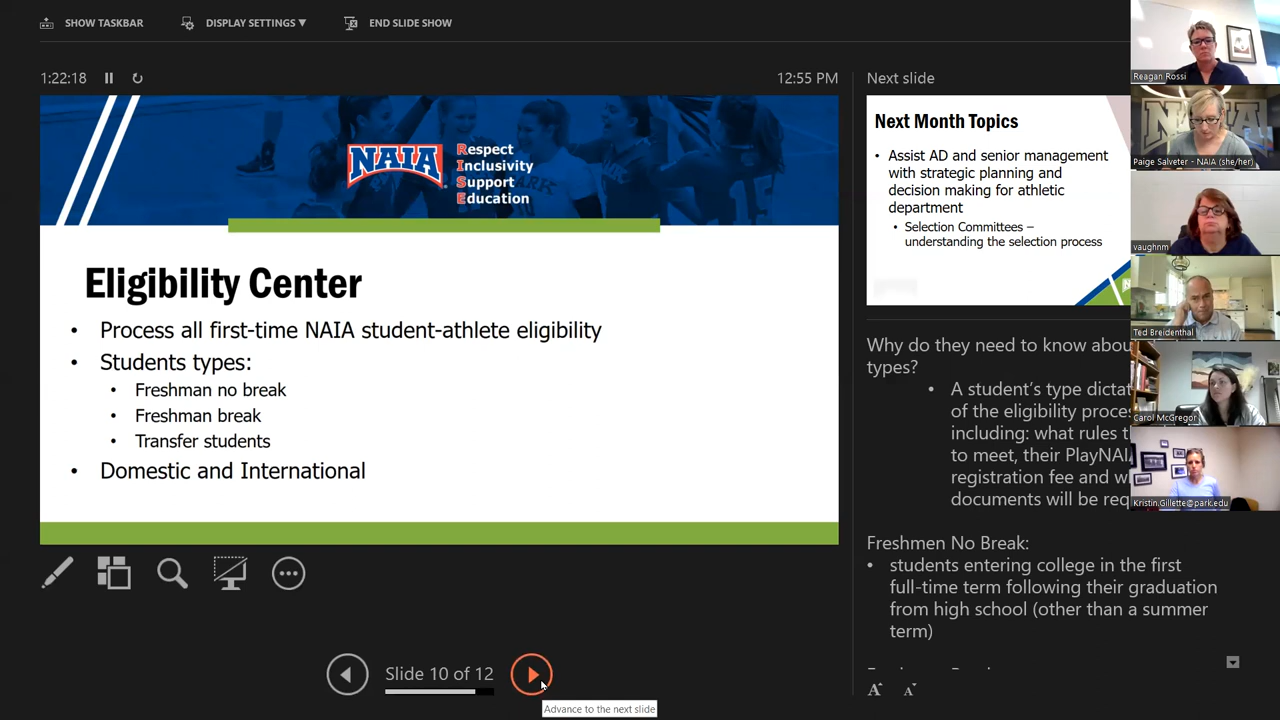 SHOW TASKBAR
DISPLAY SETTINGS ▼
END SLIDE SHOW
1:22:18
12:55 PM
NAIA
Respect
Inclusivity
Support
Education
Eligibility Center
• Process all first-time NAIA student-athlete eligibility
• Students types:
• Freshman no break
• Freshman break
• Transfer students
• Domestic and International
Slide 10 of 12
Advance to the next slide
Next slide
Next Month Topics
• Assist AD and senior management
with strategic planning and
decision making for athletic
department
• Selection Committees –
understanding the selection process
Why do they need to know abou
types?
• A student's type dictat
of the eligibility proce
including: what rules t
to meet, their PlayNAI
registration fee and w
documents will be req
Freshmen No Break:
• students entering college in the first
full-time term following their graduation
from high school (other than a summer
term)
A A
Reagan Rossi
NAIA
Paige Salveter - NAIA (she/her)
vaughnm
Ted Breidenthal
Carol McGregor
Kristin.Gillette@park.edu